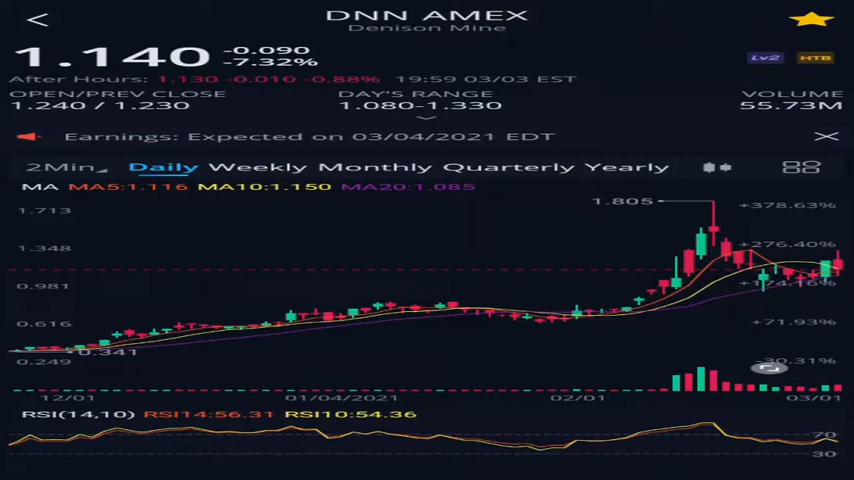 DNN AMEX
Denison Mine
1.140 -0.090
-7.32%
Lv2 HTB
After Hours: 1.130 -0.010 -0.88% 19:59 03/03 EST
OPEN/PREV CLOSE DAY'S RANGE VOLUME
1.240 / 1.230 1.080-1.330 55.73M
Earnings: Expected on 03/04/2021 EDT
2Min Daily Weekly Monthly Quarterly Yearly
MA MA5:1.116 MA10:1.150 MA20:1.085
1.805 +378.63%
1.713
1.348 +276.40%
0.981 +174.16%
0.616 +71.93%
0.341
0.249 -30.31%
12/01 01/04/2021 02/01 03/01
RSI(14,10) RSI14:56.31 RSI10:54.36
70
30